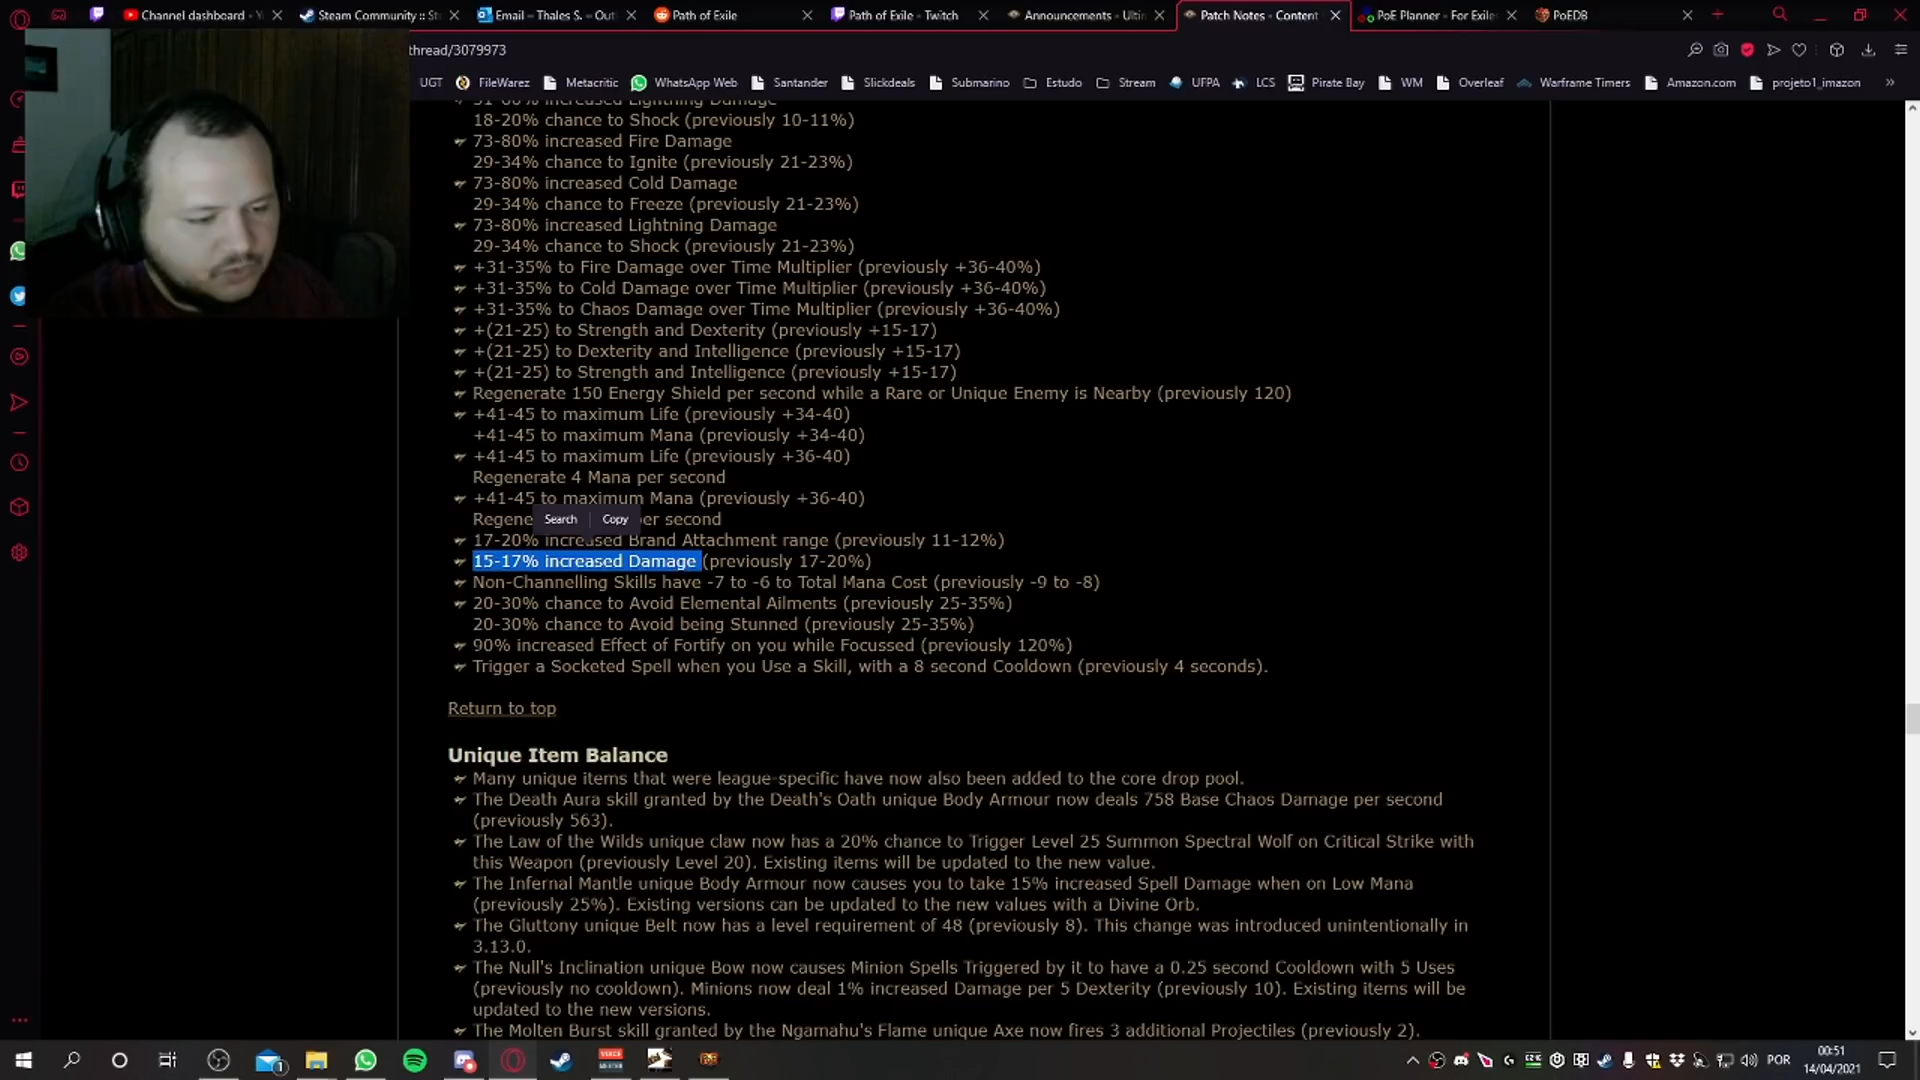 Channel dashboard - Y
Steam Community :: St
Email – Thales S. – Out
Path of Exile
Path of Exile - Twitch
Announcements - Ulti
Patch Notes - Content
PoE Planner - For Exile
PoEDB
thread/3079973
UGT
FileWarez
Metacritic
WhatsApp Web
Santander
Slickdeals
Submarino
Estudo
Stream
UFPA
LCS
Pirate Bay
WM
Overleaf
Warframe Timers
Amazon.com
projeto1_imazon
increased Lightning Damage
18-20% chance to Shock (previously 10-11%)
73-80% increased Fire Damage
29-34% chance to Ignite (previously 21-23%)
73-80% increased Cold Damage
29-34% chance to Freeze (previously 21-23%)
73-80% increased Lightning Damage
29-34% chance to Shock (previously 21-23%)
+31-35% to Fire Damage over Time Multiplier (previously +36-40%)
+31-35% to Cold Damage over Time Multiplier (previously +36-40%)
+31-35% to Chaos Damage over Time Multiplier (previously +36-40%)
+(21-25) to Strength and Dexterity (previously +15-17)
+(21-25) to Dexterity and Intelligence (previously +15-17)
+(21-25) to Strength and Intelligence (previously +15-17)
Regenerate 150 Energy Shield per second while a Rare or Unique Enemy is Nearby (previously 120)
+41-45 to maximum Life (previously +34-40)
+41-45 to maximum Mana (previously +34-40)
+41-45 to maximum Life (previously +36-40)
Regenerate 4 Mana per second
+41-45 to maximum Mana (previously +36-40)
Regene
Search
Copy
per second
17-20% increased Brand Attachment range (previously 11-12%)
15-17% increased Damage (previously 17-20%)
Non-Channelling Skills have -7 to -6 to Total Mana Cost (previously -9 to -8)
20-30% chance to Avoid Elemental Ailments (previously 25-35%)
20-30% chance to Avoid being Stunned (previously 25-35%)
90% increased Effect of Fortify on you while Focussed (previously 120%)
Trigger a Socketed Spell when you Use a Skill, with a 8 second Cooldown (previously 4 seconds).
Return to top
Unique Item Balance
Many unique items that were league-specific have now also been added to the core drop pool.
The Death Aura skill granted by the Death's Oath unique Body Armour now deals 758 Base Chaos Damage per second
(previously 563).
The Law of the Wilds unique claw now has a 20% chance to Trigger Level 25 Summon Spectral Wolf on Critical Strike with
this Weapon (previously Level 20). Existing items will be updated to the new value.
The Infernal Mantle unique Body Armour now causes you to take 15% increased Spell Damage when on Low Mana
(previously 25%). Existing versions can be updated to the new values with a Divine Orb.
The Gluttony unique Belt now has a level requirement of 48 (previously 8). This change was introduced unintentionally in
3.13.0.
The Null's Inclination unique Bow now causes Minion Spells Triggered by it to have a 0.25 second Cooldown with 5 Uses
(previously no cooldown). Minions now deal 1% increased Damage per 5 Dexterity (previously 10). Existing items will be
updated to the new versions.
The Molten Burst skill granted by the Ngamahu's Flame unique Axe now fires 3 additional Projectiles (previously 2).
POR
00:51
14/04/2021